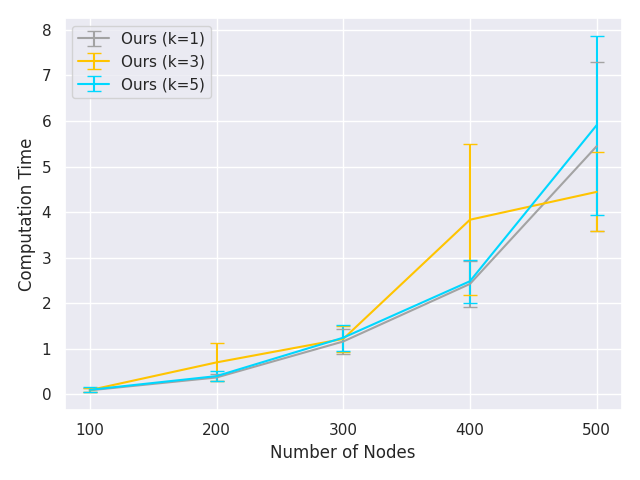 Ours (k=1)
Ours (k=3)
Ours (k=5)
8
7
6
5
4
3
2
1
0
Computation Time
100 200 300 400 500
Number of Nodes